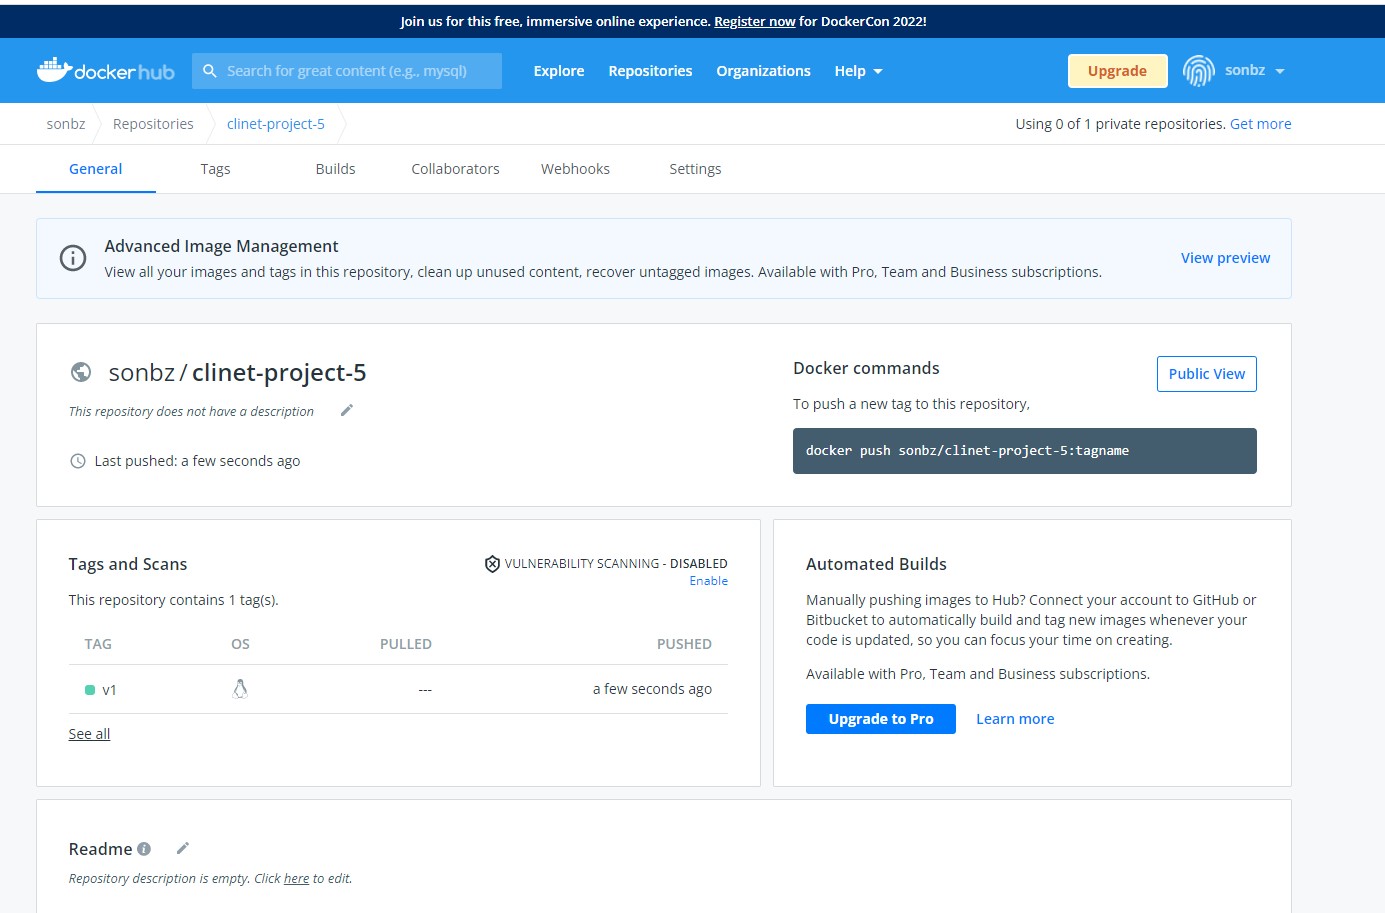 Join us for this free, immersive online experience. Register now for DockerCon 2022!
docker hub
Search for great content (e.g., mysql)
Explore
Repositories
Organizations
Help
Upgrade
sonbz
sonbz
Repositories
clinet-project-5
Using 0 of 1 private repositories. Get more
General
Tags
Builds
Collaborators
Webhooks
Settings
Advanced Image Management
View all your images and tags in this repository, clean up unused content, recover untagged images. Available with Pro, Team and Business subscriptions.
View preview
sonbz / clinet-project-5
This repository does not have a description
Last pushed: a few seconds ago
Docker commands
Public View
To push a new tag to this repository,
docker push sonbz/clinet-project-5:tagname
Tags and Scans
VULNERABILITY SCANNING - DISABLED
Enable
This repository contains 1 tag(s).
TAG
OS
PULLED
PUSHED
v1
---
a few seconds ago
See all
Automated Builds
Manually pushing images to Hub? Connect your account to GitHub or
Bitbucket to automatically build and tag new images whenever your
code is updated, so you can focus your time on creating.
Available with Pro, Team and Business subscriptions.
Upgrade to Pro
Learn more
Readme
Repository description is empty. Click here to edit.